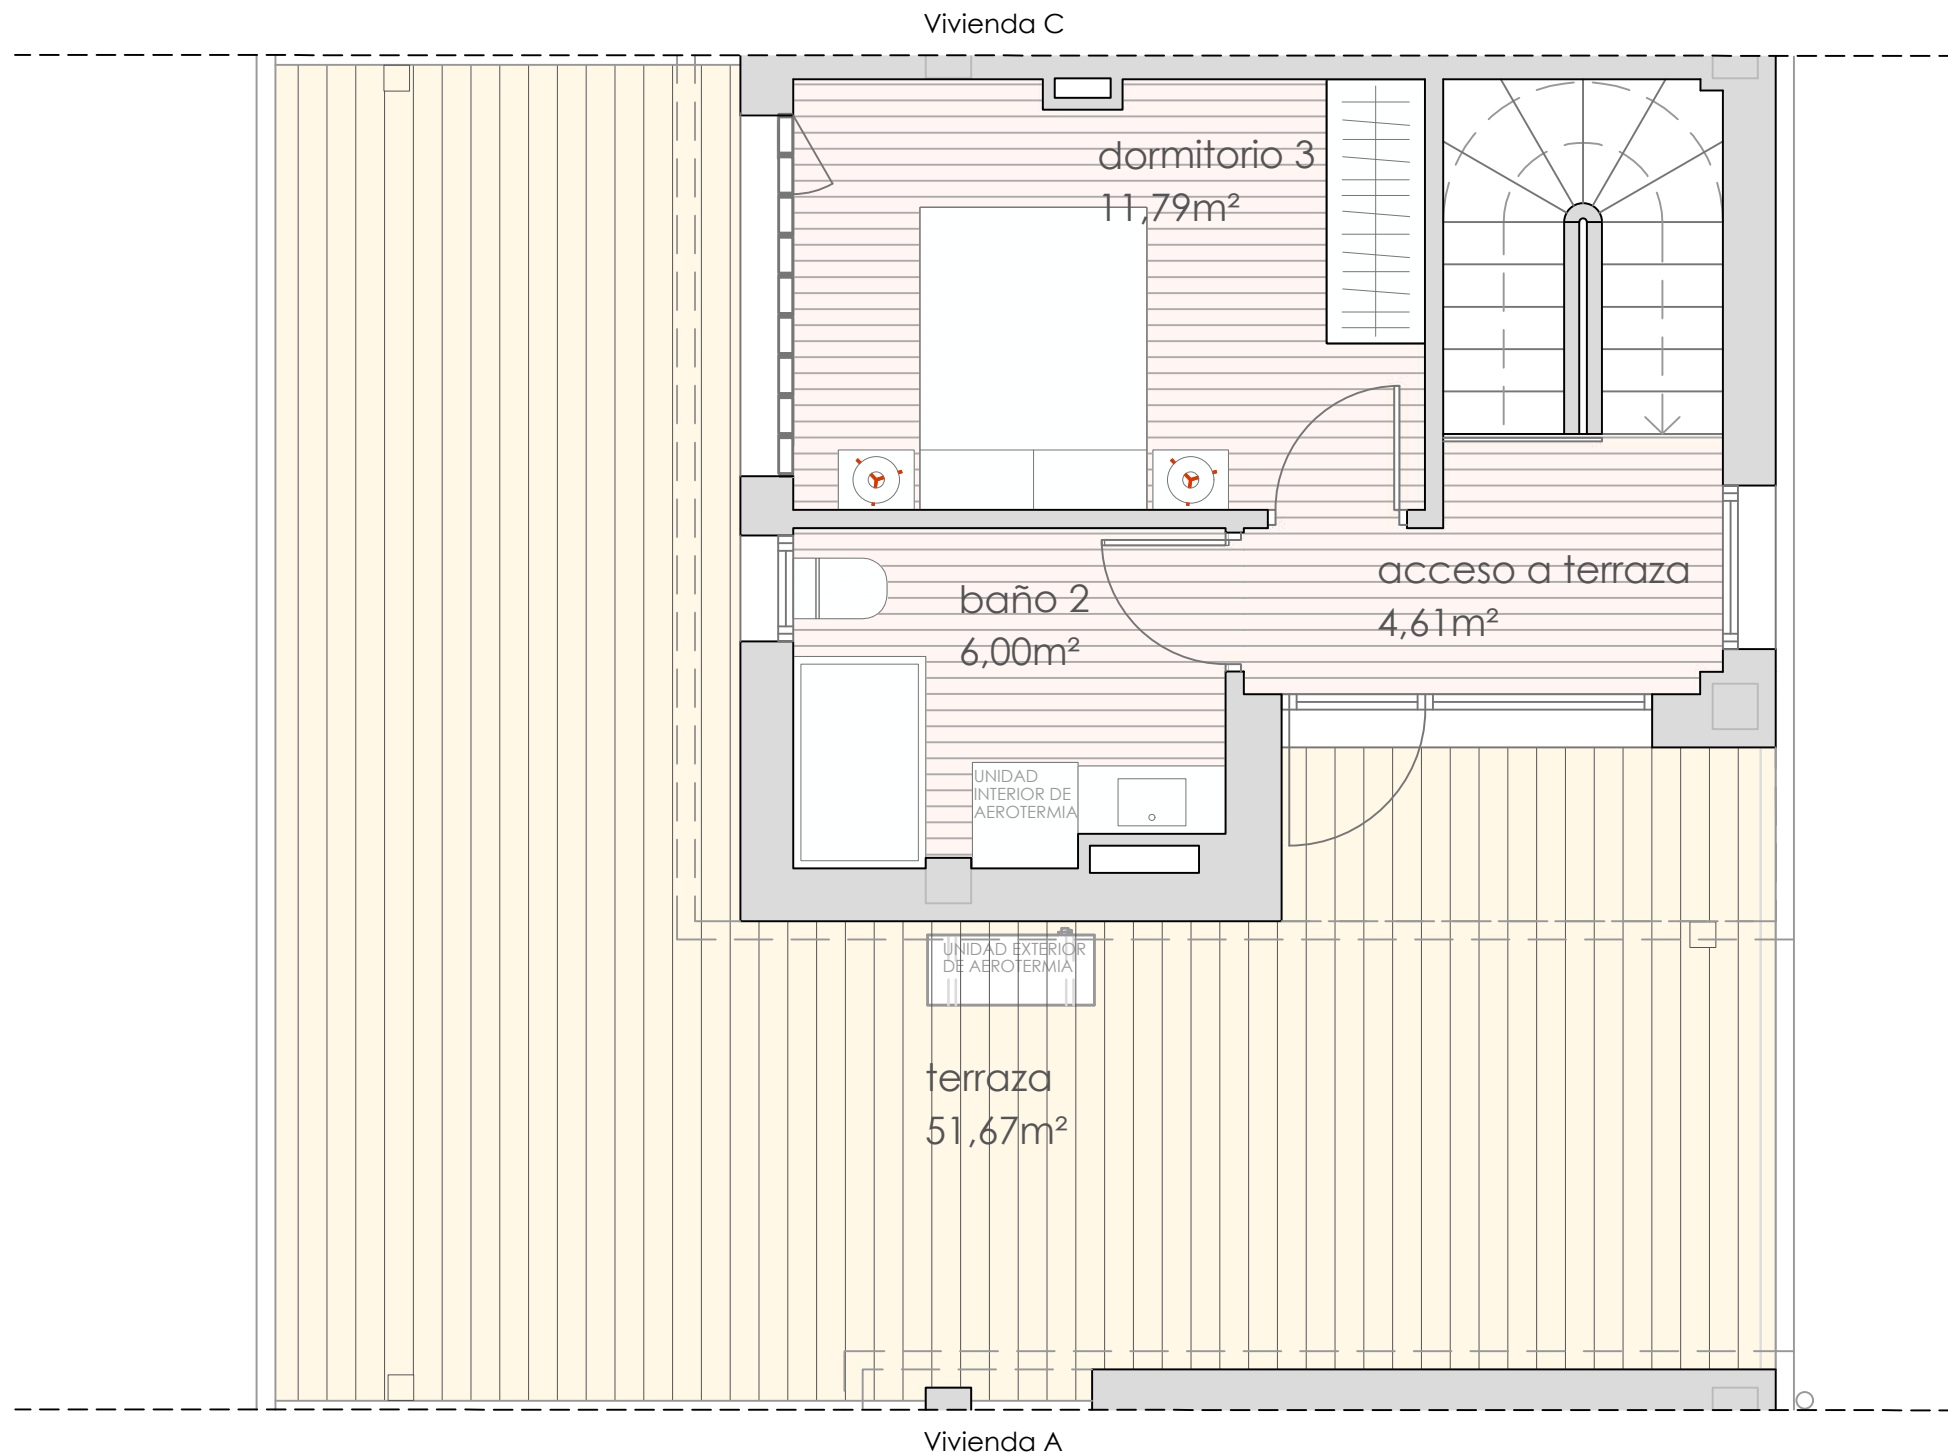 Vivienda C
dormitorio 3
11,79m²
acceso a terraza
4,61m²
baño 2
6,00m²
UNIDAD
INTERIOR DE
AEROTERMIA
UNIDAD EXTERIOR
DE AEROTERMIA
terraza
51,67m²
Vivienda A